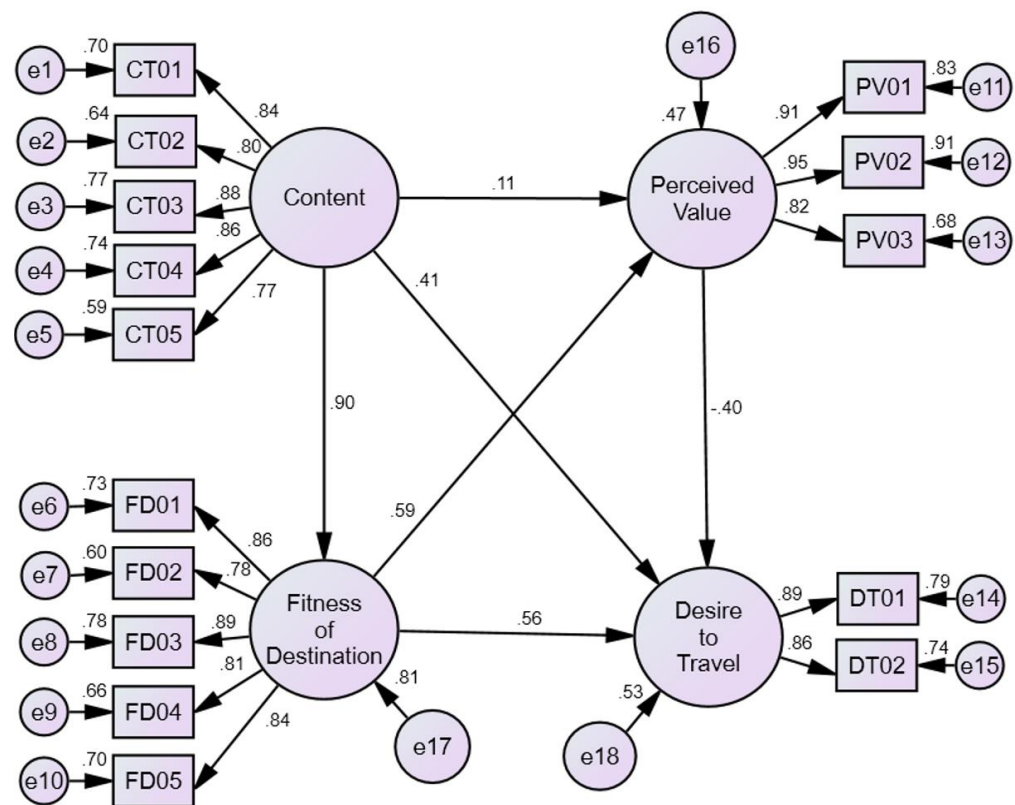 e16
.47
e1
.70
CT01
.84
e2
.64
CT02
.80
e3
.77
CT03
.88
e4
.74
CT04
.86
e5
.59
CT05
.77
Content
.11
.41
.90
Perceived
Value
.91
PV01
.83
e11
.95
PV02
.91
e12
.82
PV03
.68
e13
-.40
e6
.73
FD01
.86
e7
.60
FD02
.78
e8
.78
FD03
.89
e9
.66
FD04
.81
e10
.70
FD05
.84
Fitness
of
Destination
.59
.56
.81
e17
Desire
to
Travel
.53
e18
.89
DT01
.79
e14
.86
DT02
.74
e15